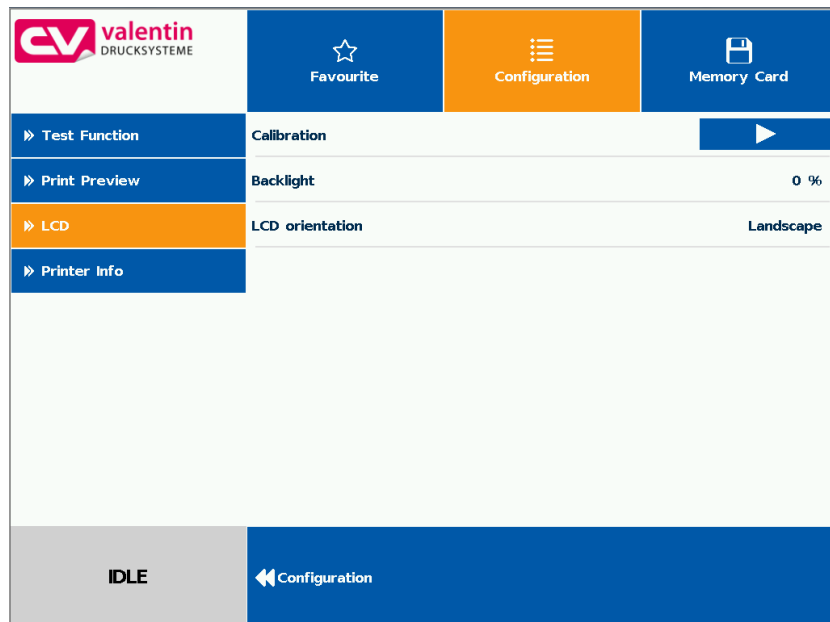 CV valentin
DRUCKSYSTEME
Favourite
Configuration
Memory Card
» Test Function
Calibration
» Print Preview
Backlight
0 %
» LCD
LCD orientation
Landscape
» Printer Info
IDLE
Configuration